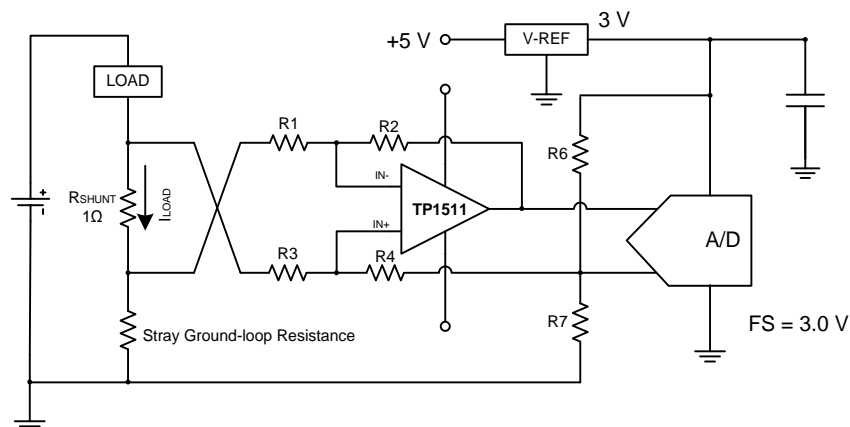 3 V
+5 V
V-REF
LOAD
R1
R2
R6
IN-
RSHUNT
1Ω
ILOAD
TP1511
IN+
A/D
R3
R4
R7
FS = 3.0 V
Stray Ground-loop Resistance
+
-